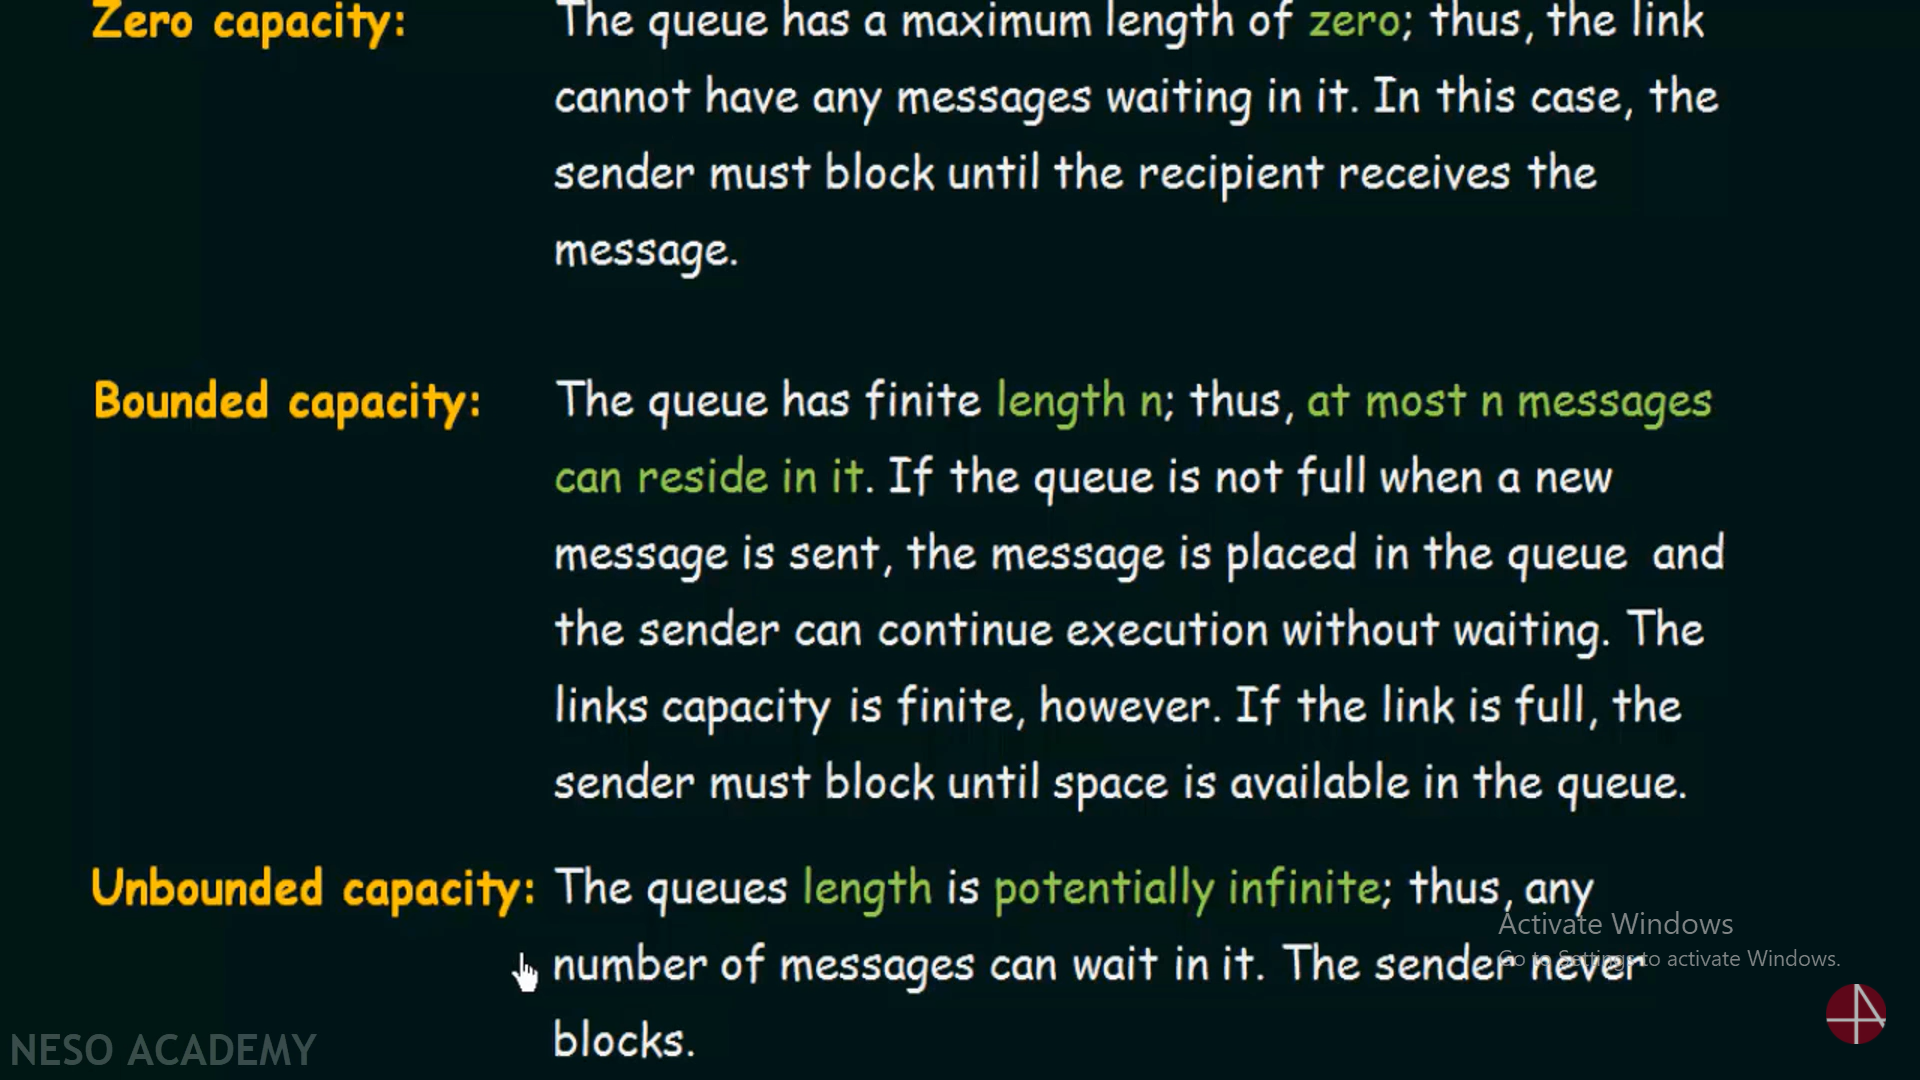 Zero capacity: The queue has a maximum length of zero; thus, the link
cannot have any messages waiting in it. In this case, the
sender must block until the recipient receives the
message.
Bounded capacity: The queue has finite length n; thus, at most n messages
can reside in it. If the queue is not full when a new
message is sent, the message is placed in the queue and
the sender can continue execution without waiting. The
links capacity is finite, however. If the link is full, the
sender must block until space is available in the queue.
Unbounded capacity: The queues length is potentially infinite; thus, any
number of messages can wait in it. The sender never
blocks.
Activate Windows
Go to Settings to activate Windows.
NESO ACADEMY